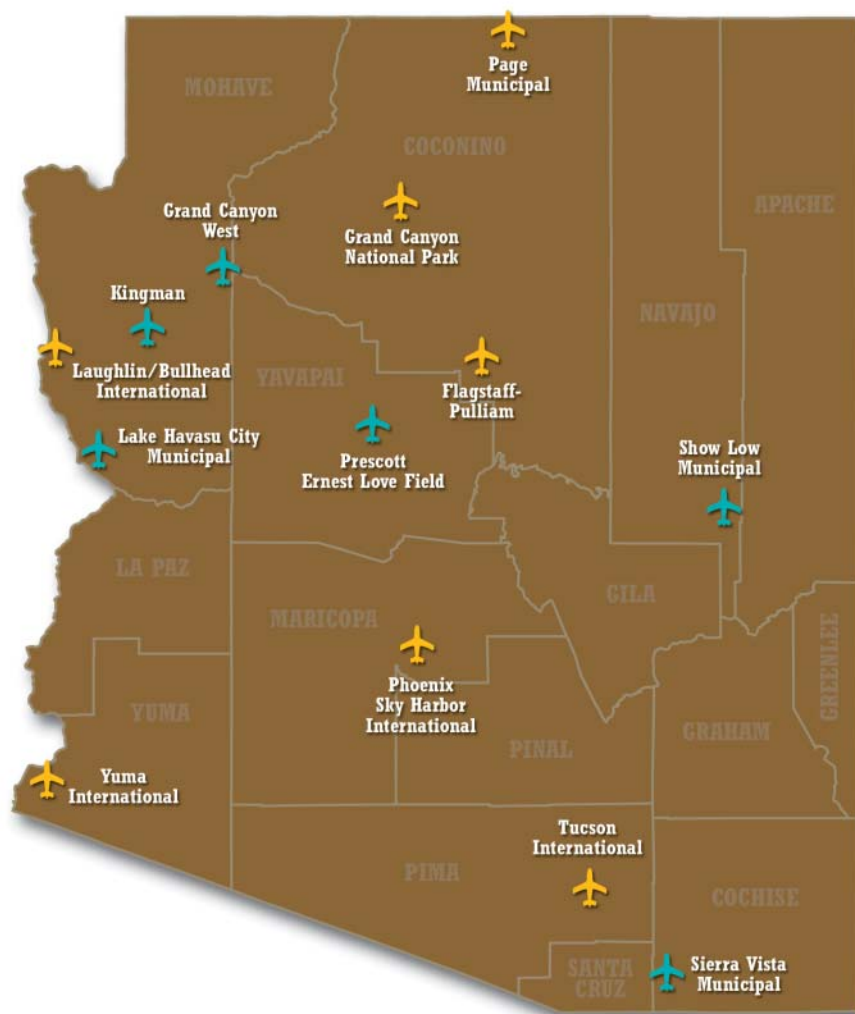 Page
Municipal
MOHAVE
COCONINO
APACHE
Grand Canyon
West
Grand Canyon
National Park
Kingman
NAVAJO
Laughlin/Bullhead
International
YAVAPAI
Flagstaff-
Pulliam
Lake Havasu City
Municipal
Prescott
Ernest Love Field
Show Low
Municipal
LA PAZ
GILA
MARICOPA
GREENLEE
Phoenix
Sky Harbor
International
YUMA
PINAL
GRAHAM
Yuma
International
Tucson
International
PIMA
COCHISE
SANTA
CRUZ
Sierra Vista
Municipal